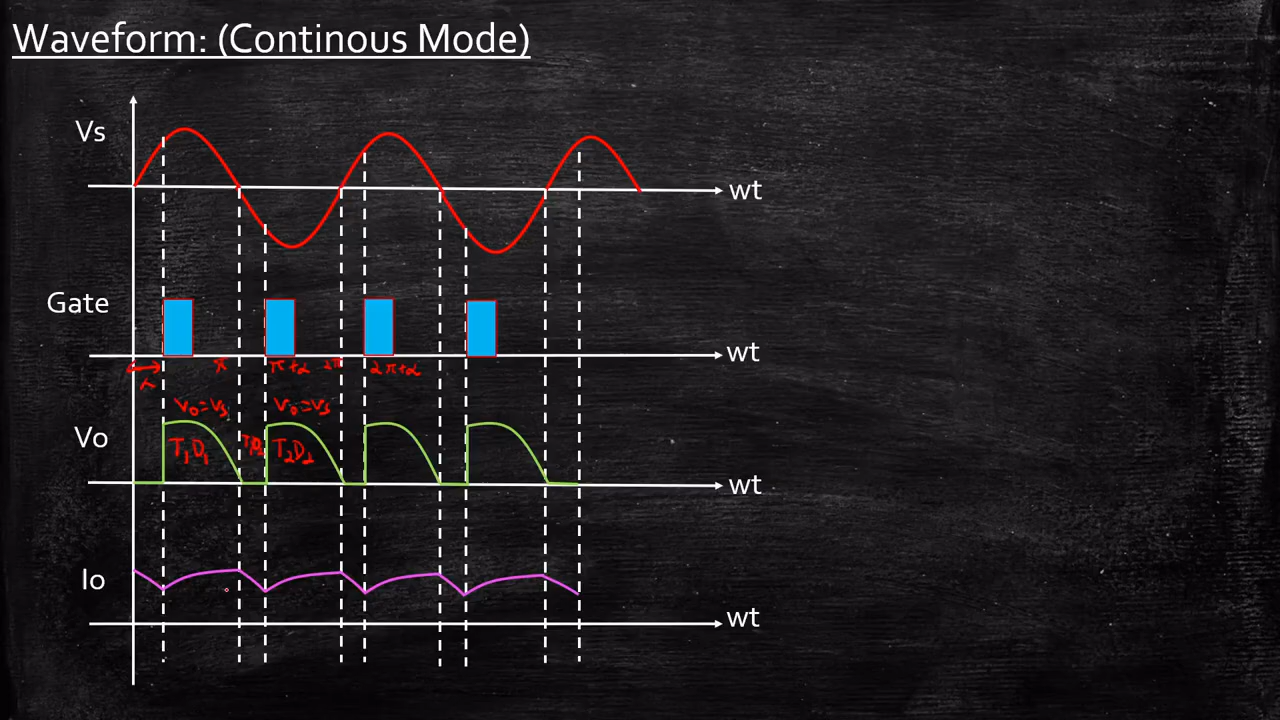 Waveform: (Continous Mode)
Vs
wt
Gate
wt
π π+α 2π 2π+α
α
Vo=Vs Vo=Vs
Vo
T1D1 T2D2
wt
Io
wt